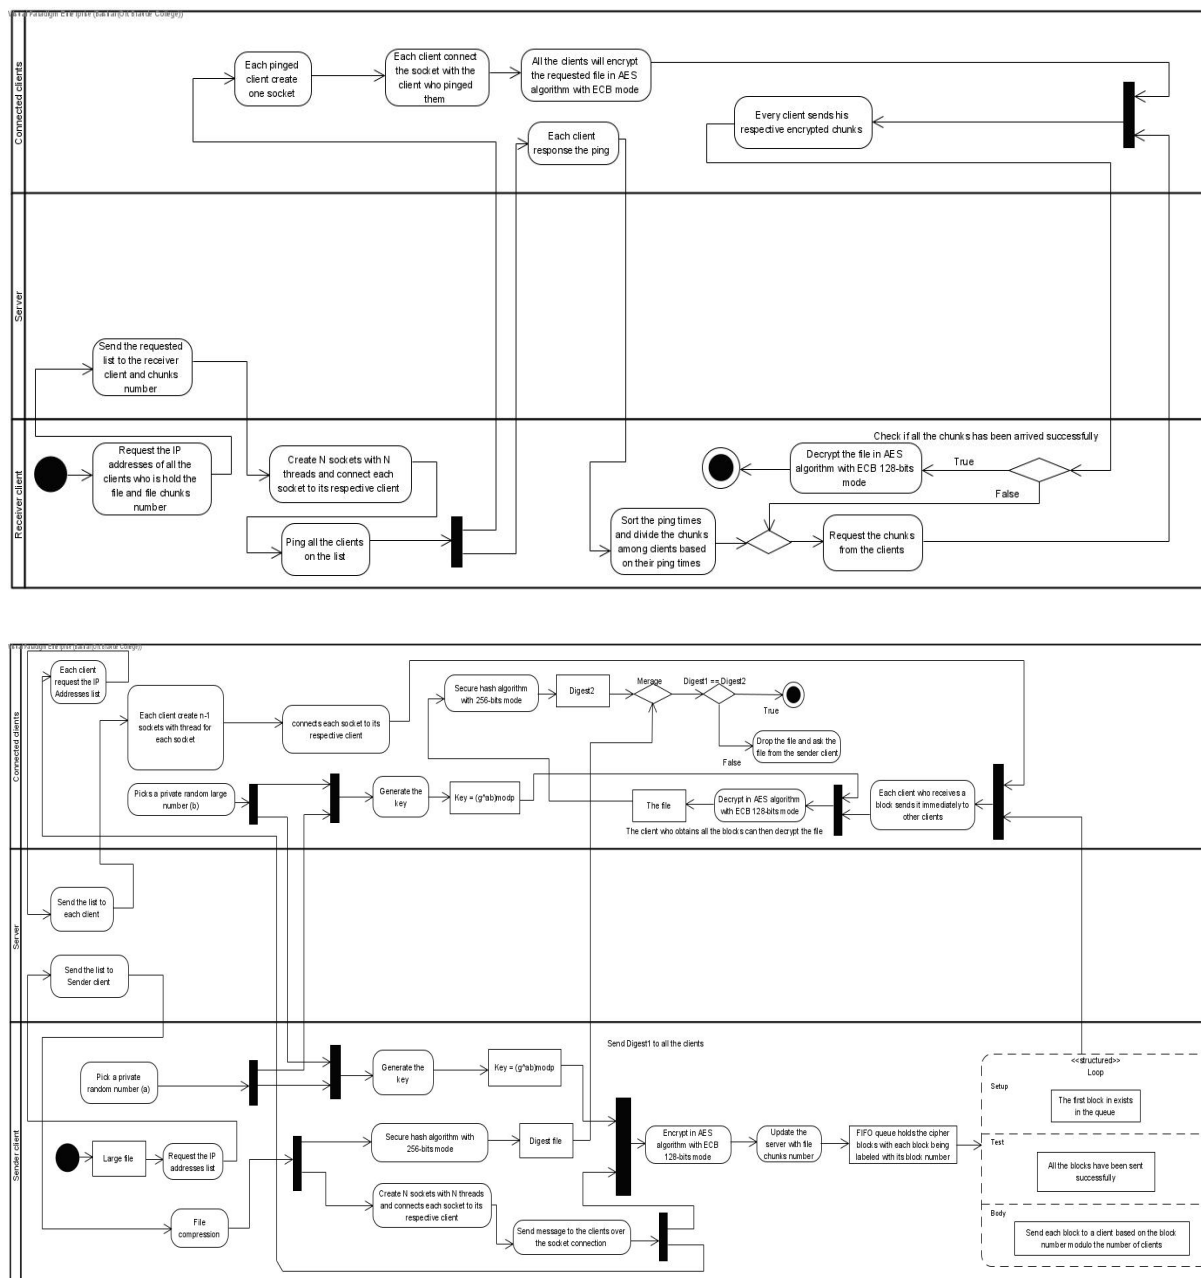 Connected clients
Each pinged
client create
one socket
Each client connect
the socket with the
client who pinged
them
All the clients will encrypt
the requested file in AES
algorithm with ECB mode
Every client sends his
respective encrypted chunks
Each client
response the ping
Server
Send the requested
list to the receiver
client and chunks
number
Receiver client
Request the IP
addresses of all the
clients who is hold the
file and file chunks
number
Create N sockets with N
threads and connect each
socket to its respective client
Ping all the clients
on the list
Sort the ping times
and divide the chunks
among clients based
on their ping times
Request the chunks
from the clients
Check if all the chunks has been arrived successfully
Decrypt the file in AES
algorithm with ECB 128-bits
mode
True
False
Connected clients
Each client
request the IP
Addresses list
Each client create n-1
sockets with thread for
each socket
connects each socket to its
respective client
Secure hash algorithm
with 256-bits mode
Digest2
Merage
Digest1 == Digest2
True
Drop the file and ask the
file from the sender client
False
Picks a private random large
number (b)
Generate the
key
Key = (g^ab)modp
The file
Decrypt in AES algorithm
with ECB 128-bits mode
Each client who receives a
block sends it immediately to
other clients
The client who obtains all the blocks can then decrypt the file
Server
Send the list to
each client
Send the list to
Sender client
Sender client
Pick a private
random number (a)
Generate the
key
Key = (g^ab)modp
Send Digest1 to all the clients
Large file
Request the IP
addresses list
Secure hash algorithm with
256-bits mode
Digest file
File
compression
Create N sockets with N threads
and connects each socket to its
respective client
Send message to the clients over
the socket connection
Encrypt in AES
algorithm with ECB
128-bits mode
Update the
server with file
chunks number
FIFO queue holds the cipher
blocks with each block being
labeled with its block number
<<structured>>
Loop
Setup
The first block in exists
in the queue
Test
All the blocks have been sent
successfully
Body
Send each block to a client based on the block
number modulo the number of clients